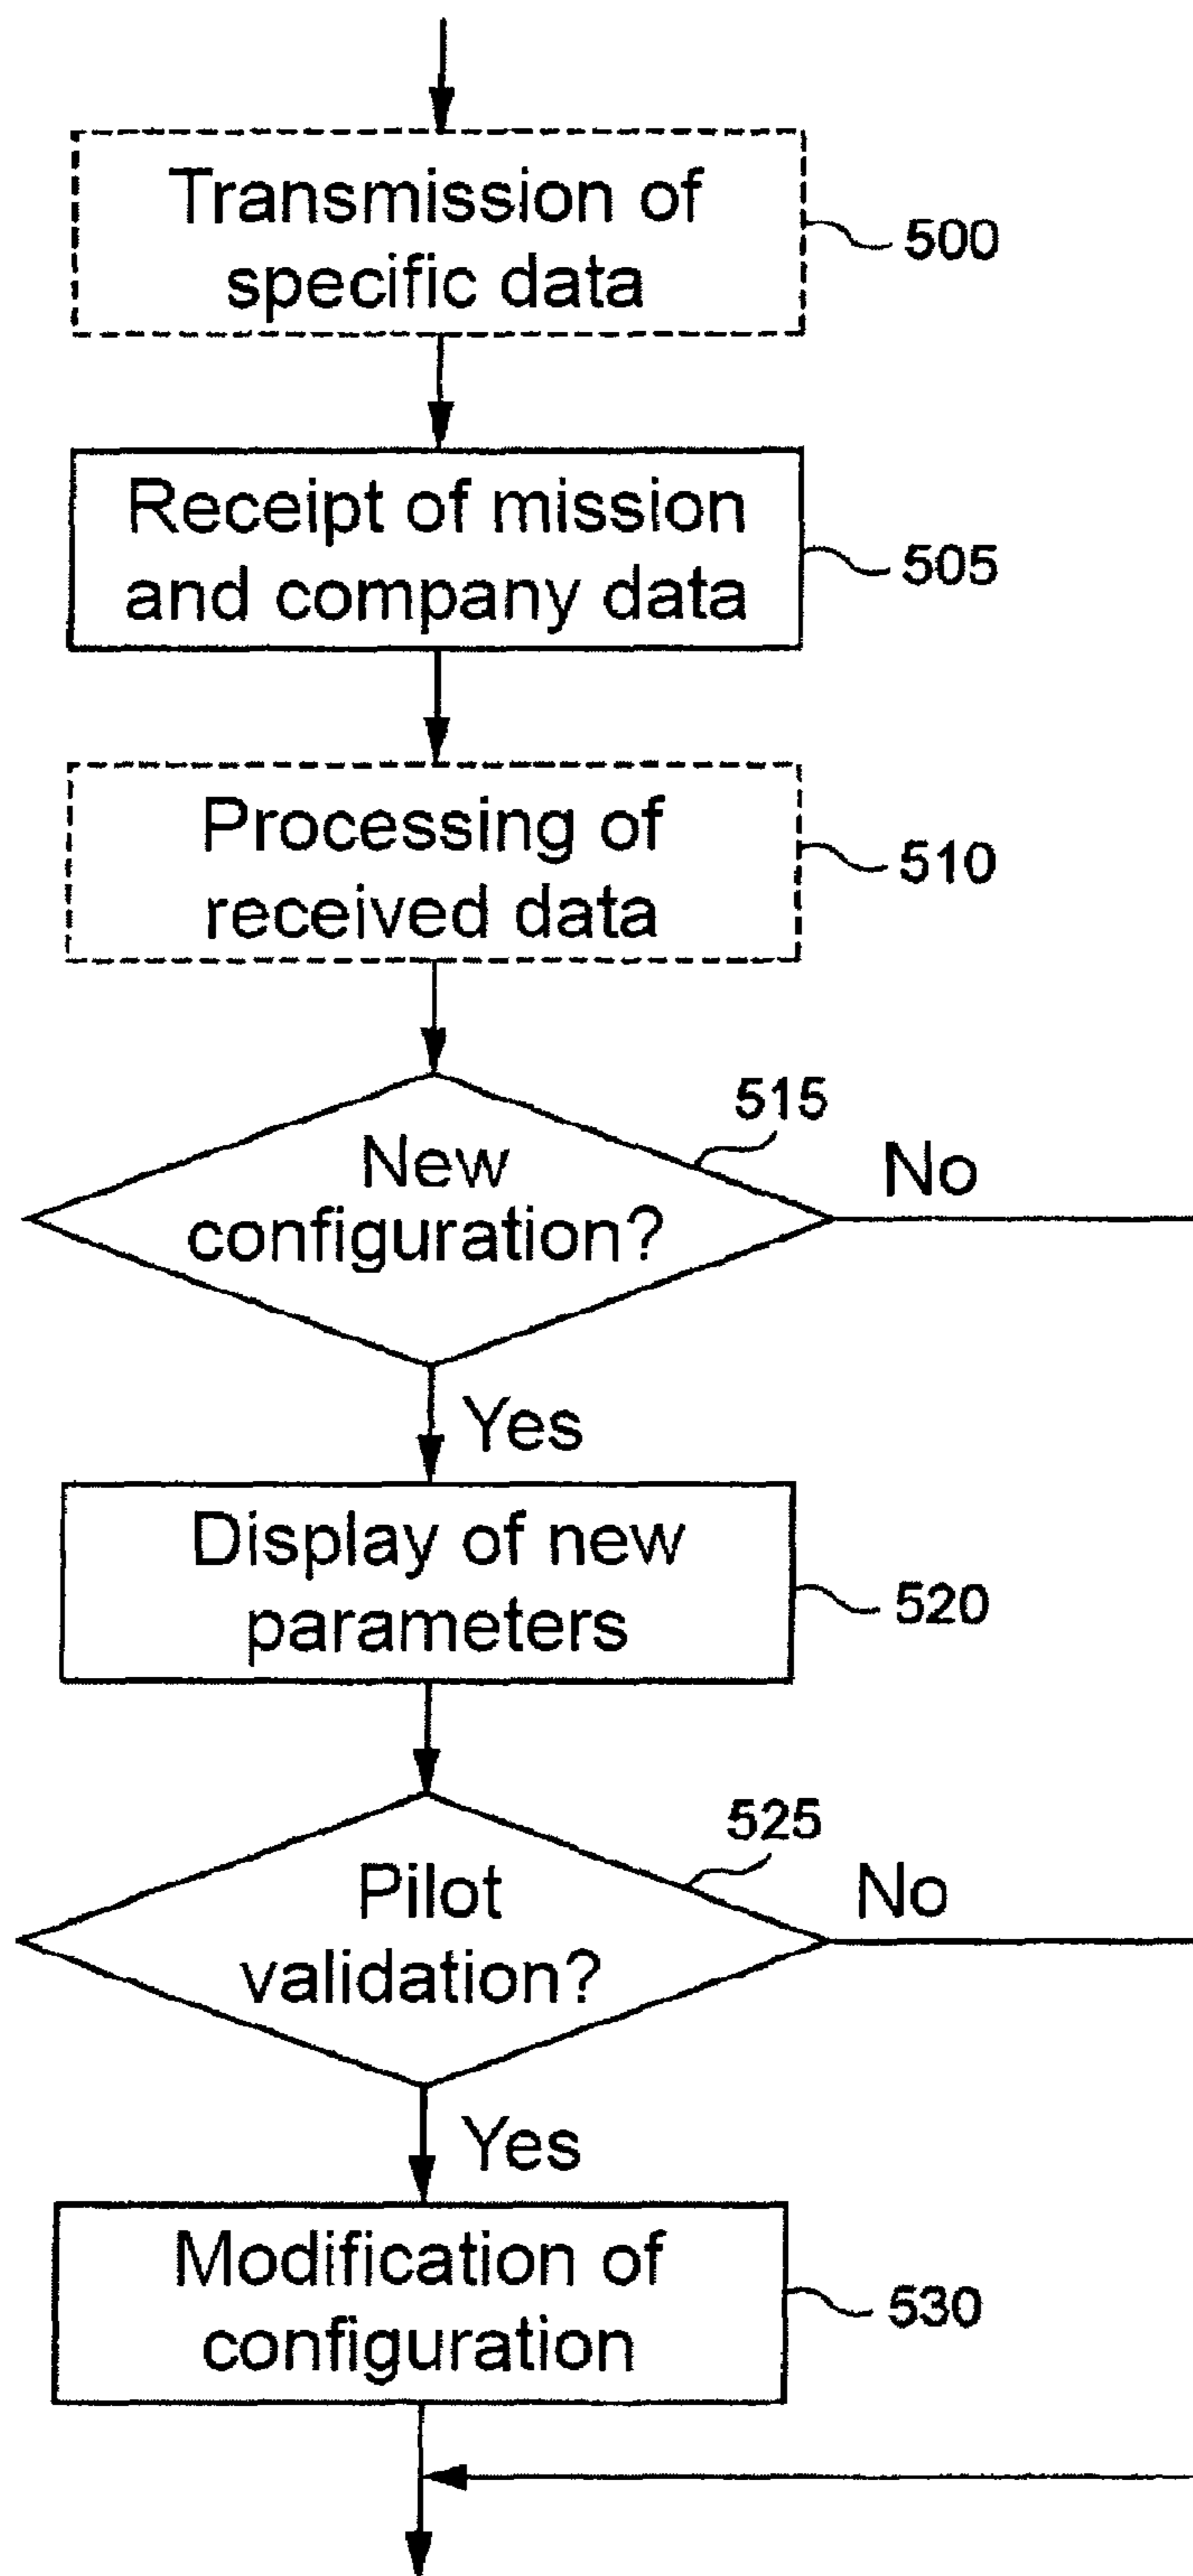 Transmission of
specific data
500
Receipt of mission
and company data
505
Processing of
received data
510
515
New
configuration?
No
Yes
Display of new
parameters
520
525
Pilot
validation?
No
Yes
Modification of
configuration
530